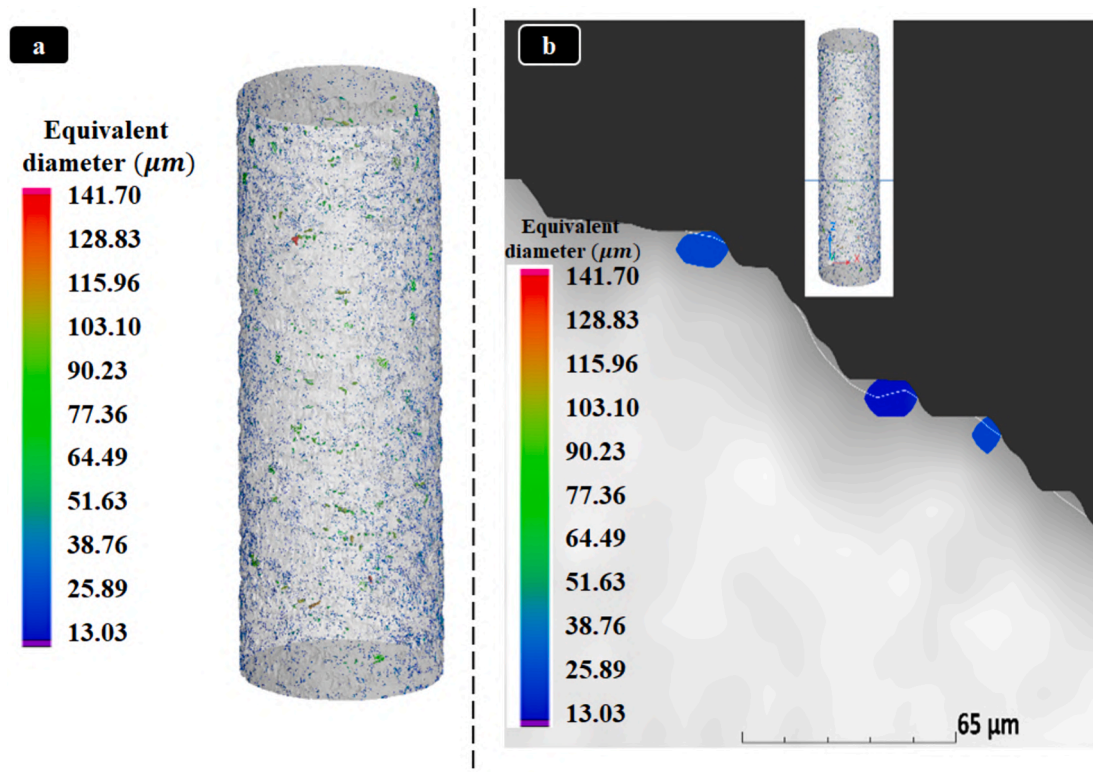 a
Equivalent
diameter (μm)
141.70
128.83
115.96
103.10
90.23
77.36
64.49
51.63
38.76
25.89
13.03
b
Equivalent
diameter (μm)
141.70
128.83
115.96
103.10
90.23
77.36
64.49
51.63
38.76
25.89
13.03
X
65 μm